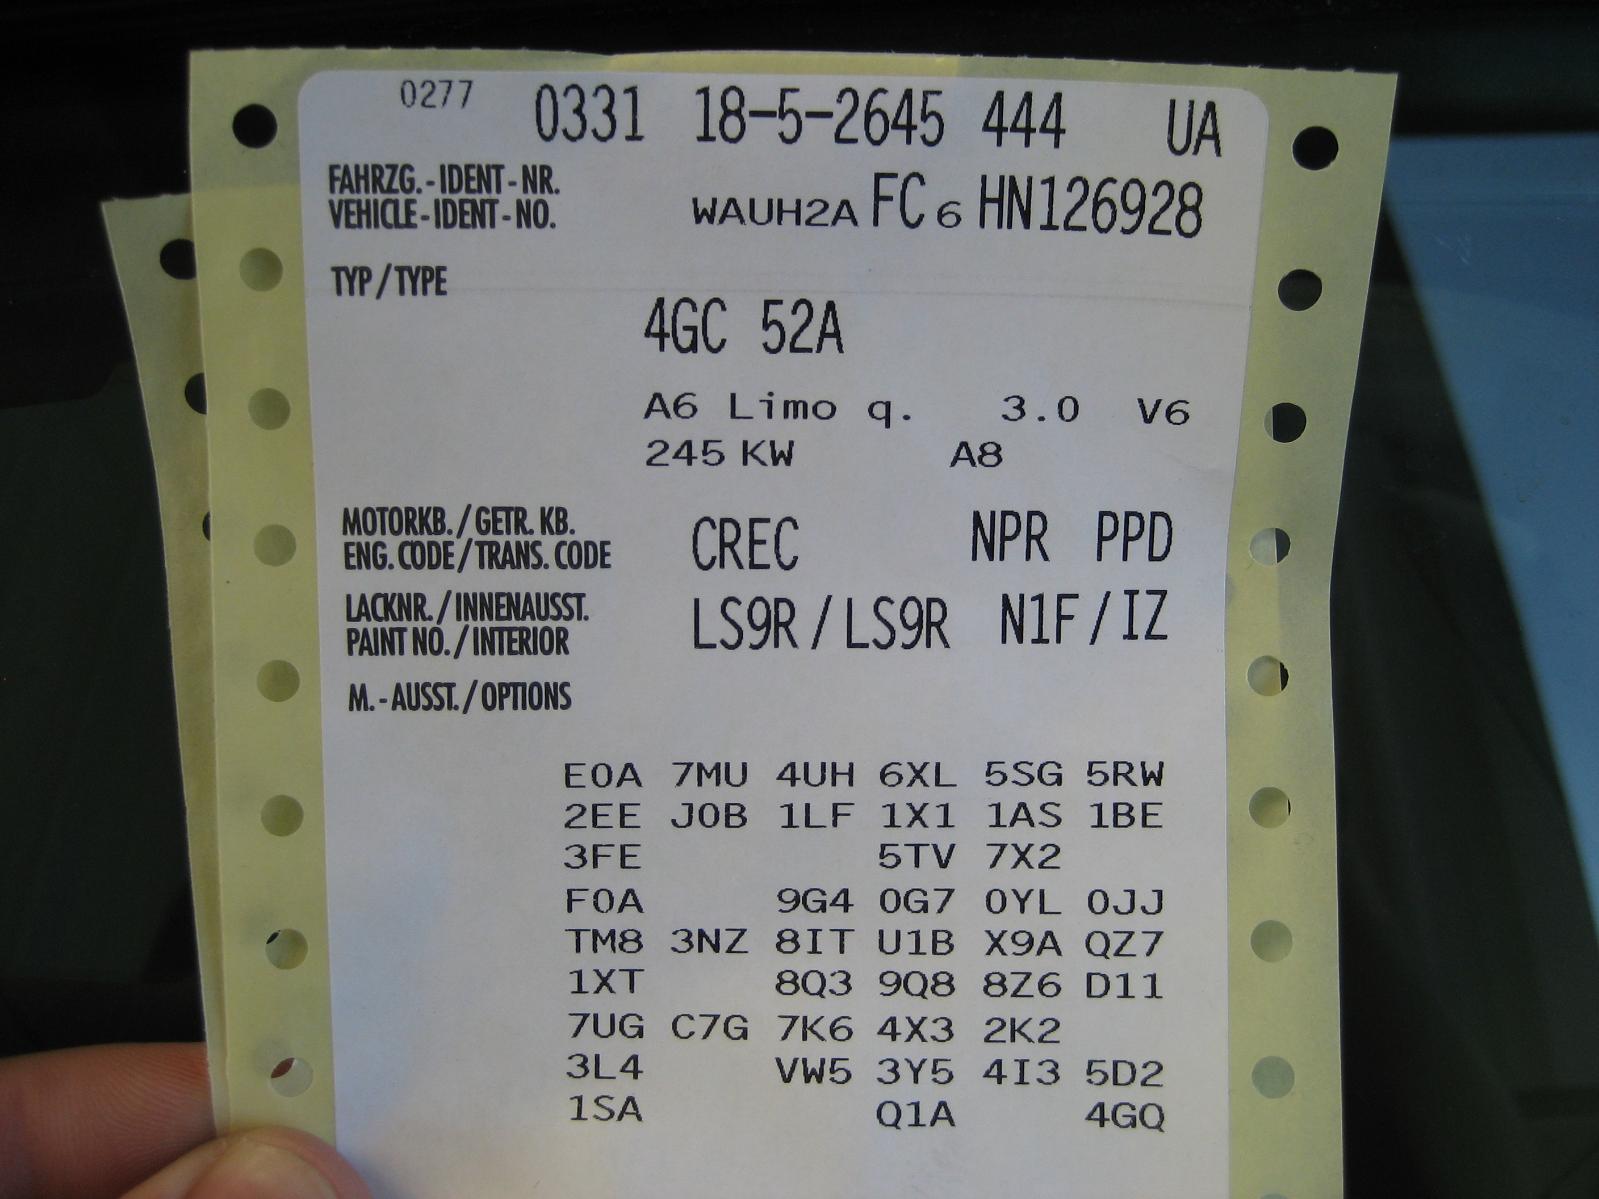 0277 0331 18-5-2645 444 UA
FAHRZG.-IDENT-NR.
VEHICLE-IDENT-NO. WAUH2A FC 6 HN126928
TYP/TYPE
4GC 52A
A6 Limo q. 3.0 V6
245 KW A8
MOTORKB./GETR. KB.
ENG. CODE/TRANS. CODE CREC NPR PPD
LACKNR./INNENAUSST.
PAINT NO./INTERIOR LS9R/LS9R N1F/IZ
M.-AUSST./OPTIONS
E0A 7MU 4UH 6XL 5SG 5RW
2EE J0B 1LF 1X1 1AS 1BE
3FE 5TV 7X2
F0A 9G4 0G7 0YL 0JJ
TM8 3NZ 8IT U1B X9A QZ7
1XT 8Q3 9Q8 8Z6 D11
7UG C7G 7K6 4X3 2K2
3L4 VW5 3Y5 4I3 5D2
1SA Q1A 4GQ